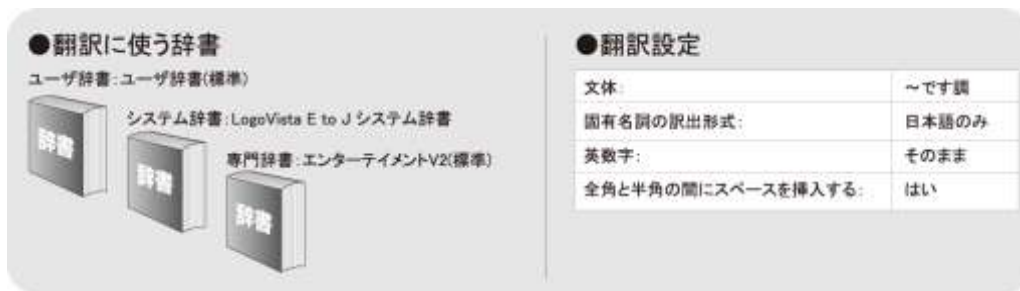 ●翻訳に使う辞書
ユーザ辞書:ユーザ辞書(標準)
辞書
システム辞書:LogoVista E to J システム辞書
辞書
専門辞書:エンターテイメントV2(標準)
辞書
●翻訳設定
文体: ～です調
固有名詞の訳出形式: 日本語のみ
英数字: そのまま
全角と半角の間にスペースを挿入する: はい